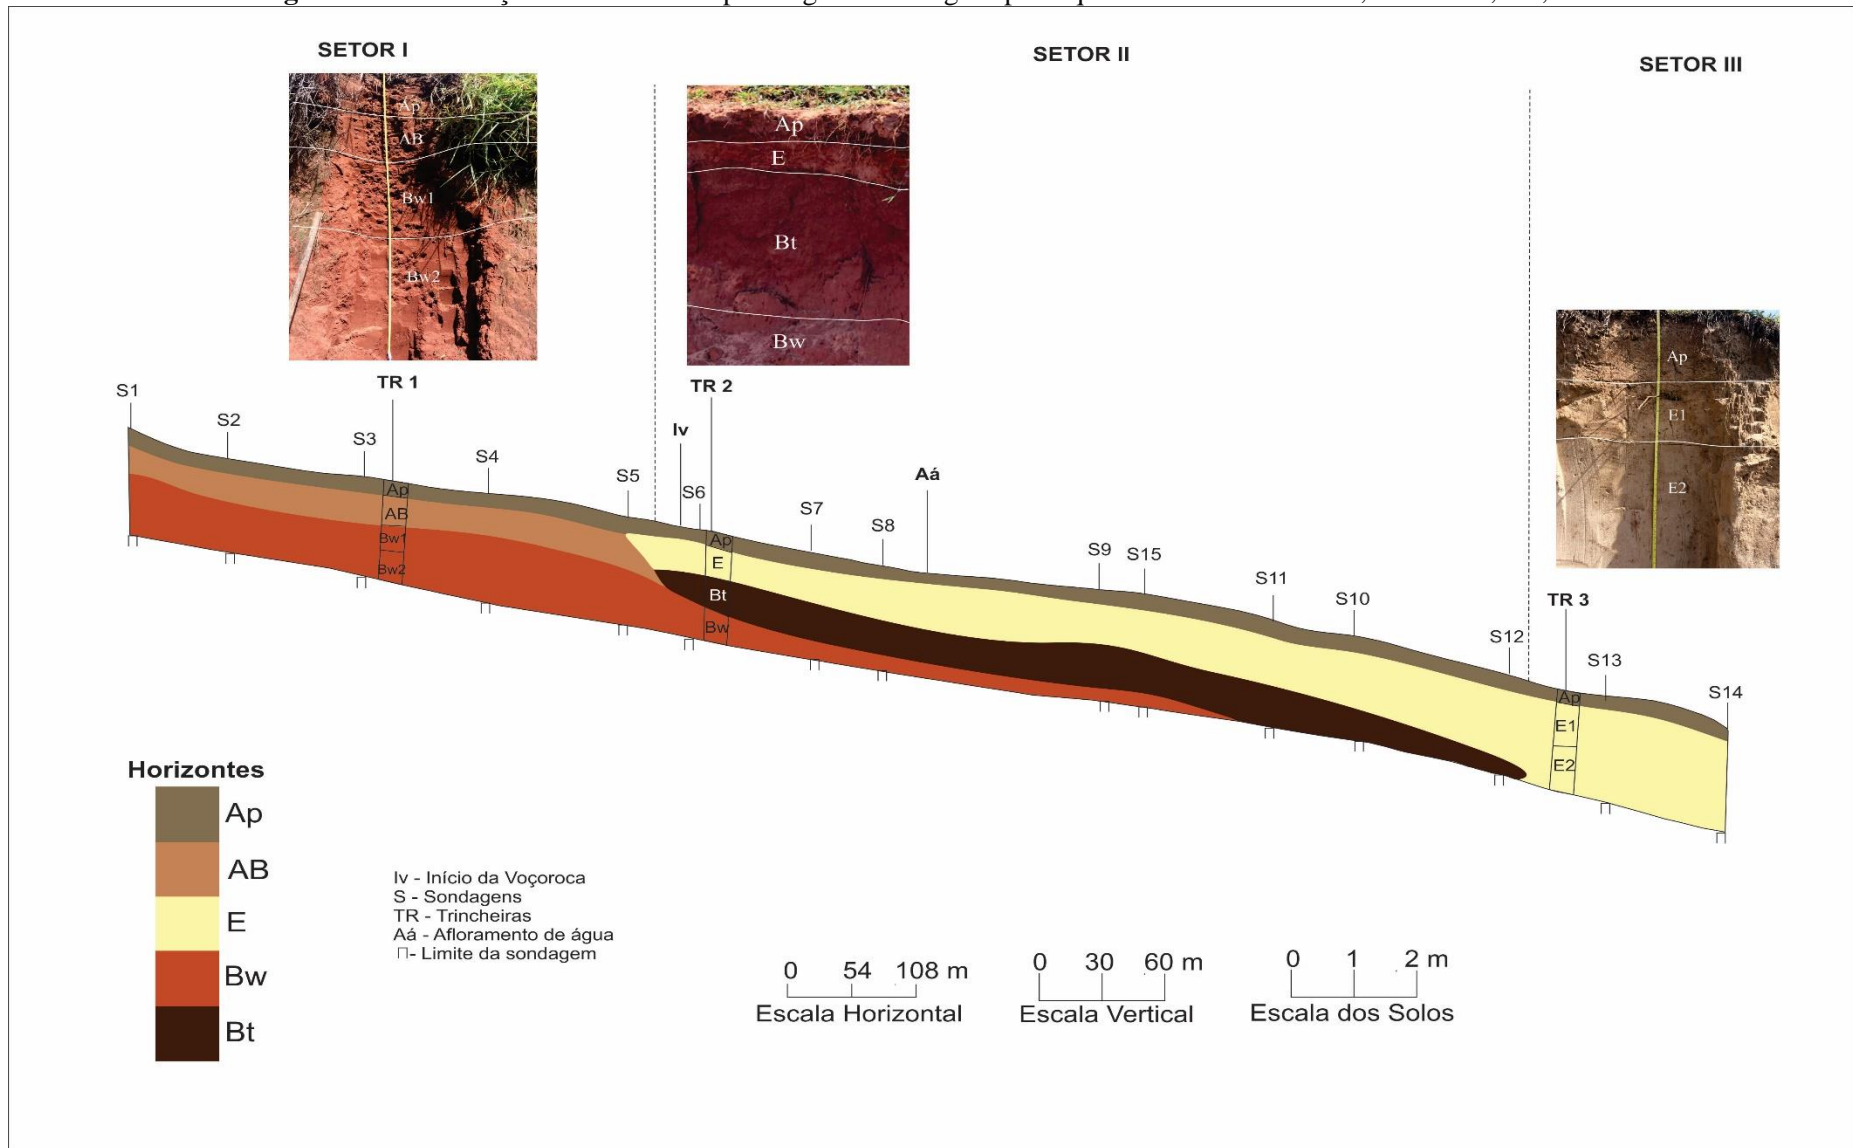 SETOR I
SETOR II
SETOR III
Ap
AB
Bw1
Bw2
Ap
E
Bt
Bw
Ap
E1
E2
S1
S2
S3
TR 1
S4
S5
Iv
S6
TR 2
S7
S8
Aá
S9
S15
S11
S10
S12
TR 3
S13
S14
Ap
AB
Bw1
Bw2
Ap
E
Bt
Bw
Ap
E1
E2
Horizontes
Ap
AB
E
Bw
Bt
Iv - Início da Voçoroca
S - Sondagens
TR - Trincheiras
Aá - Afloramento de água
- Limite da sondagem
0 54 108 m
Escala Horizontal
0 30 60 m
Escala Vertical
0 1 2 m
Escala dos Solos